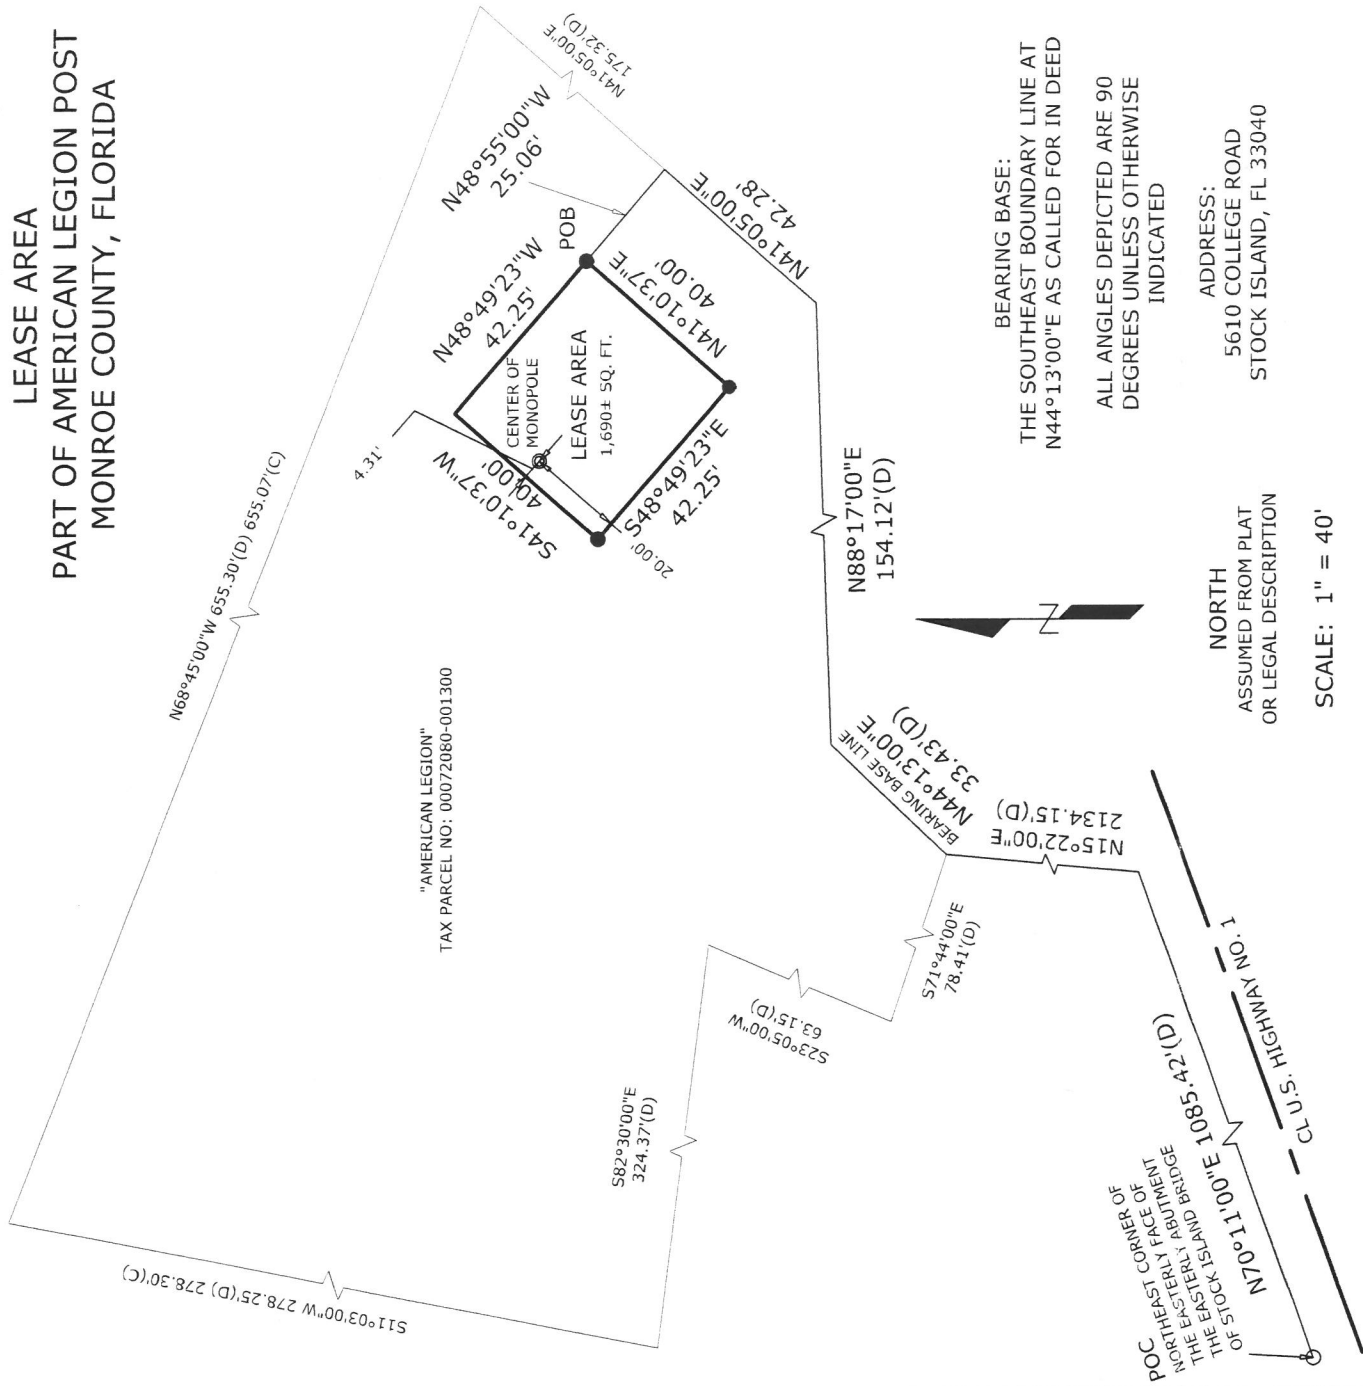 LEASE AREA
PART OF AMERICAN LEGION POST
MONROE COUNTY, FLORIDA
N41°05'00"E
175.32'(D)
N48°55'00"W
25.06'
POB
N48°49'23"W
42.25'
N41°10'37"E
40.00'
N41°05'00"E
42.28'
CENTER OF
MONOPOLE
LEASE AREA
1,690± SQ. FT.
4.31'
S41°10'37"W
40.00'
S48°49'23"E
42.25'
20.00'
N68°45'00"W 655.30'(D) 655.07'(C)
"AMERICAN LEGION"
TAX PARCEL NO: 00072080-001300
N88°17'00"E
154.12'(D)
BEARING BASE LINE
N44°13'00"E
33.43'(D)
N15°22'00"E
2134.15'(D)
S71°44'00"E
78.41'(D)
S23°05'00"W
63.15'(D)
S82°30'00"E
324.37'(D)
S11°03'00"W 278.25'(D) 278.30'(C)
POC
NORTHEAST CORNER OF
NORTHERLY FACE OF
THE EASTERLY ABUTMENT
THE EASTERLY ISLAND BRIDGE
OF STOCK ISLAND BRIDGE
N70°11'00"E 1085.42'(D)
CL U.S. HIGHWAY NO. 1
N
NORTH
ASSUMED FROM PLAT
OR LEGAL DESCRIPTION
SCALE: 1" = 40'
BEARING BASE:
THE SOUTHEAST BOUNDARY LINE AT
N44°13'00"E AS CALLED FOR IN DEED
ALL ANGLES DEPICTED ARE 90
DEGREES UNLESS OTHERWISE
INDICATED
ADDRESS:
5610 COLLEGE ROAD
STOCK ISLAND, FL 33040